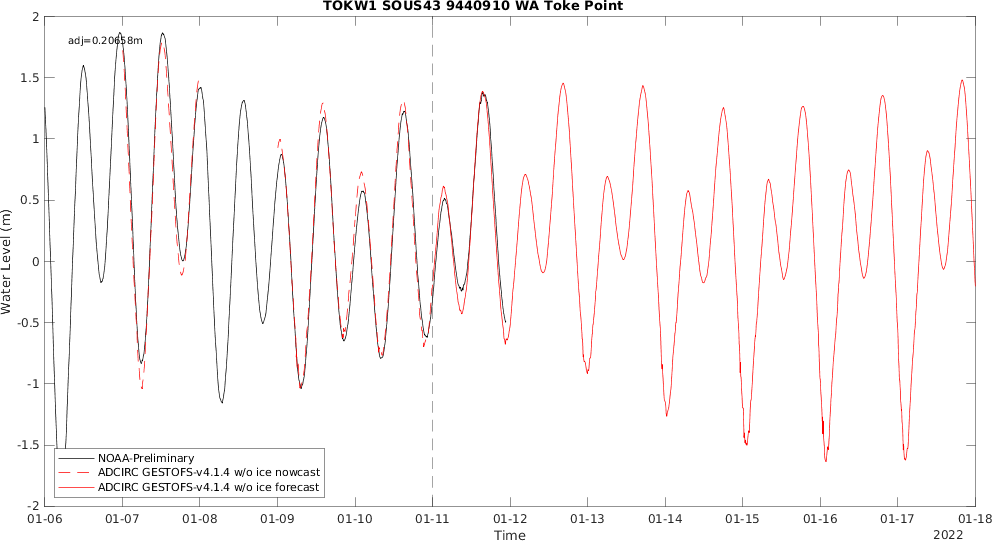 TOKW1 SOUS43 9440910 WA Toke Point
adj=0.20658m
2
1.5
1
0.5
0
-0.5
-1
-1.5
-2
Water Level (m)
NOAA-Preliminary
ADCIRC GESTOFS-v4.1.4 w/o ice nowcast
ADCIRC GESTOFS-v4.1.4 w/o ice forecast
01-06 01-07 01-08 01-09 01-10 01-11 01-12 01-13 01-14 01-15 01-16 01-17 01-18
Time
2022